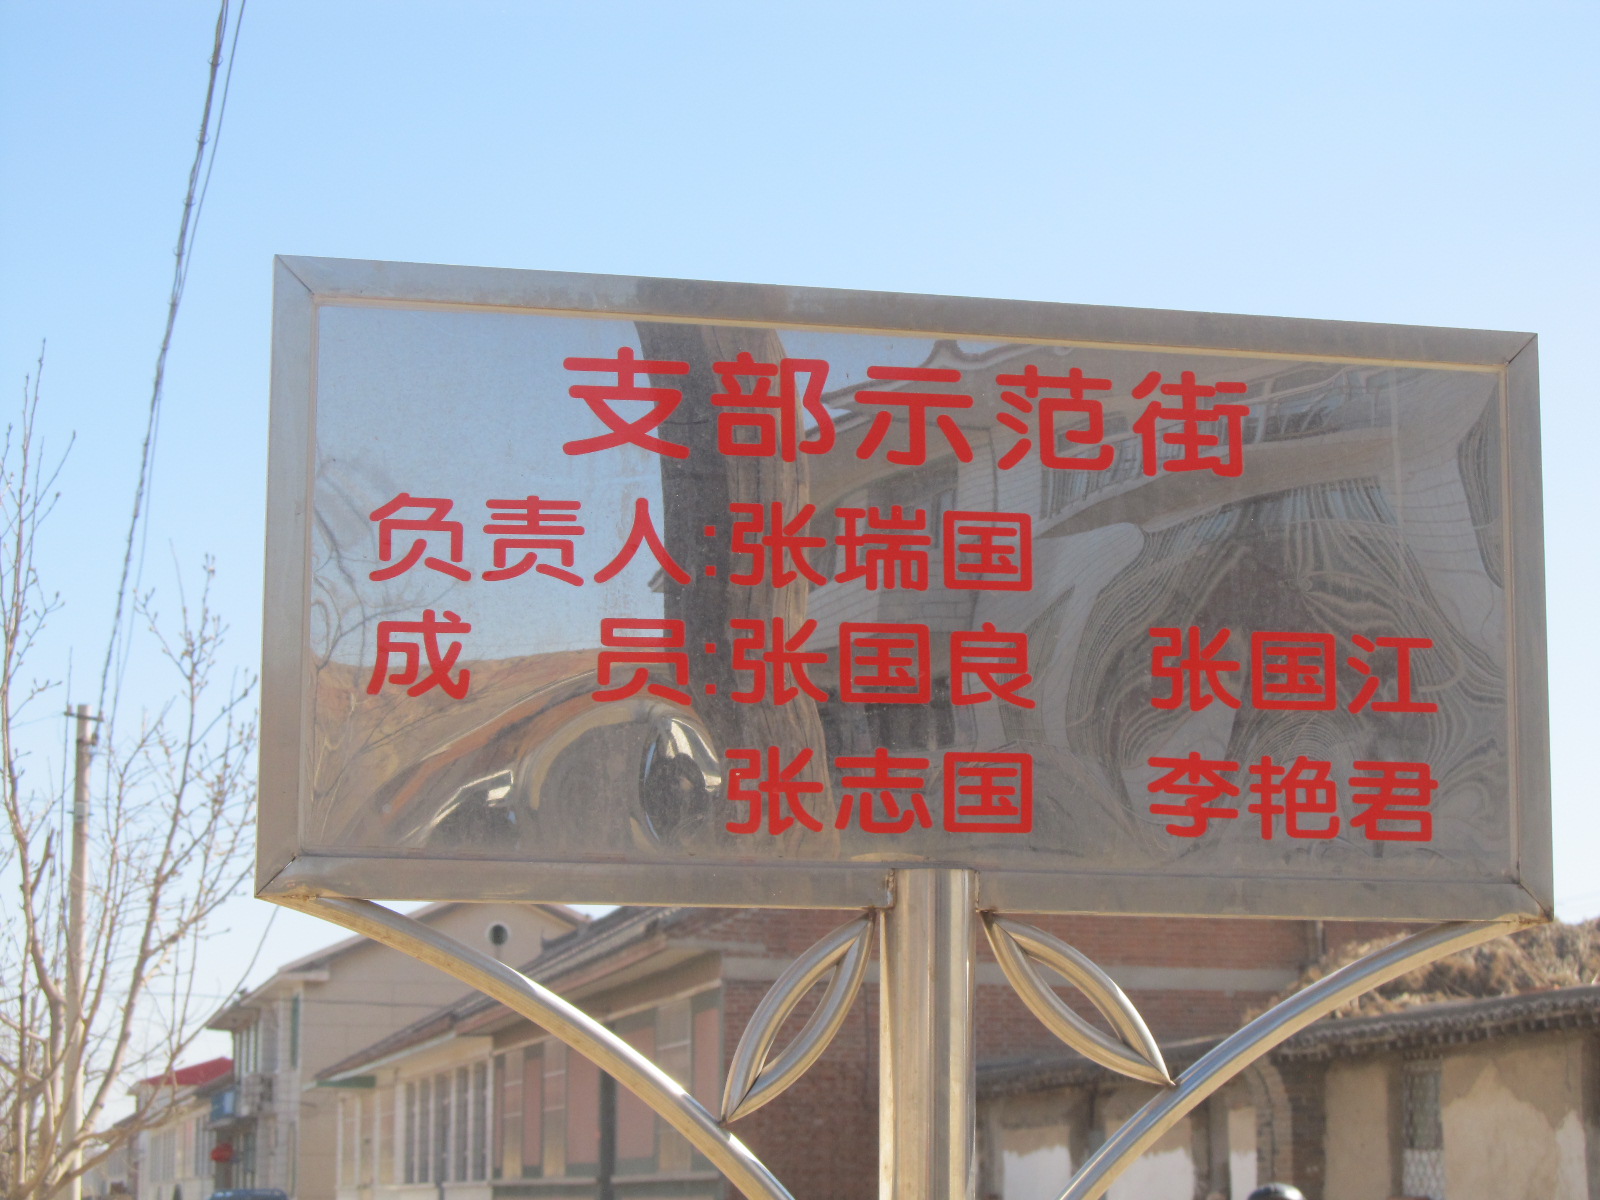 支部示范街
负责人:张瑞国
成 员:张国良 张国江
张志国 李艳君